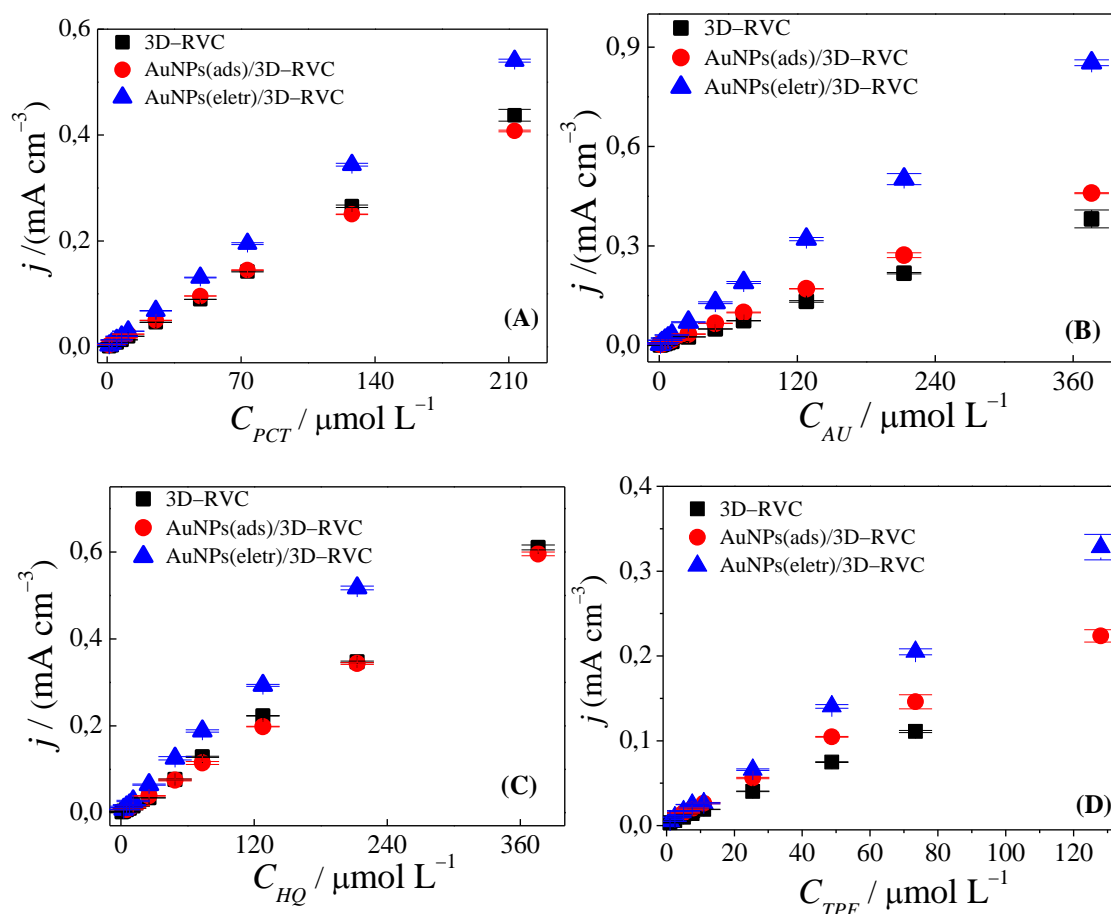 0,6
0,4
0,2
0,0
j /(mA cm⁻³)
3D–RVC
AuNPs(ads)/3D–RVC
AuNPs(eletr)/3D–RVC
(A)
0 70 140 210
C_PCT / μmol L⁻¹
0,9
0,6
0,3
0,0
j /(mA cm⁻³)
3D–RVC
AuNPs(ads)/3D–RVC
AuNPs(eletr)/3D–RVC
(B)
0 120 240 360
C_AU / μmol L⁻¹
0,6
0,4
0,2
0,0
j / (mA cm⁻³)
3D–RVC
AuNPs(ads)/3D–RVC
AuNPs(eletr)/3D–RVC
(C)
0 120 240 360
C_HQ / μmol L⁻¹
0,4
0,3
0,2
0,1
0,0
j (mA cm⁻³)
3D–RVC
AuNPs(ads)/3D–RVC
AuNPs(eletr)/3D–RVC
(D)
0 20 40 60 80 100 120
C_TPF / μmol L⁻¹